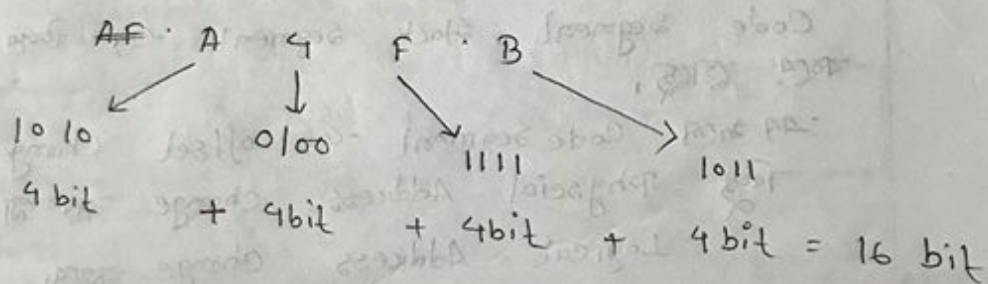 AF . A 4 F . B
1010 0100 1111 1011
4 bit + 4bit + 4bit + 4 bit = 16 bit